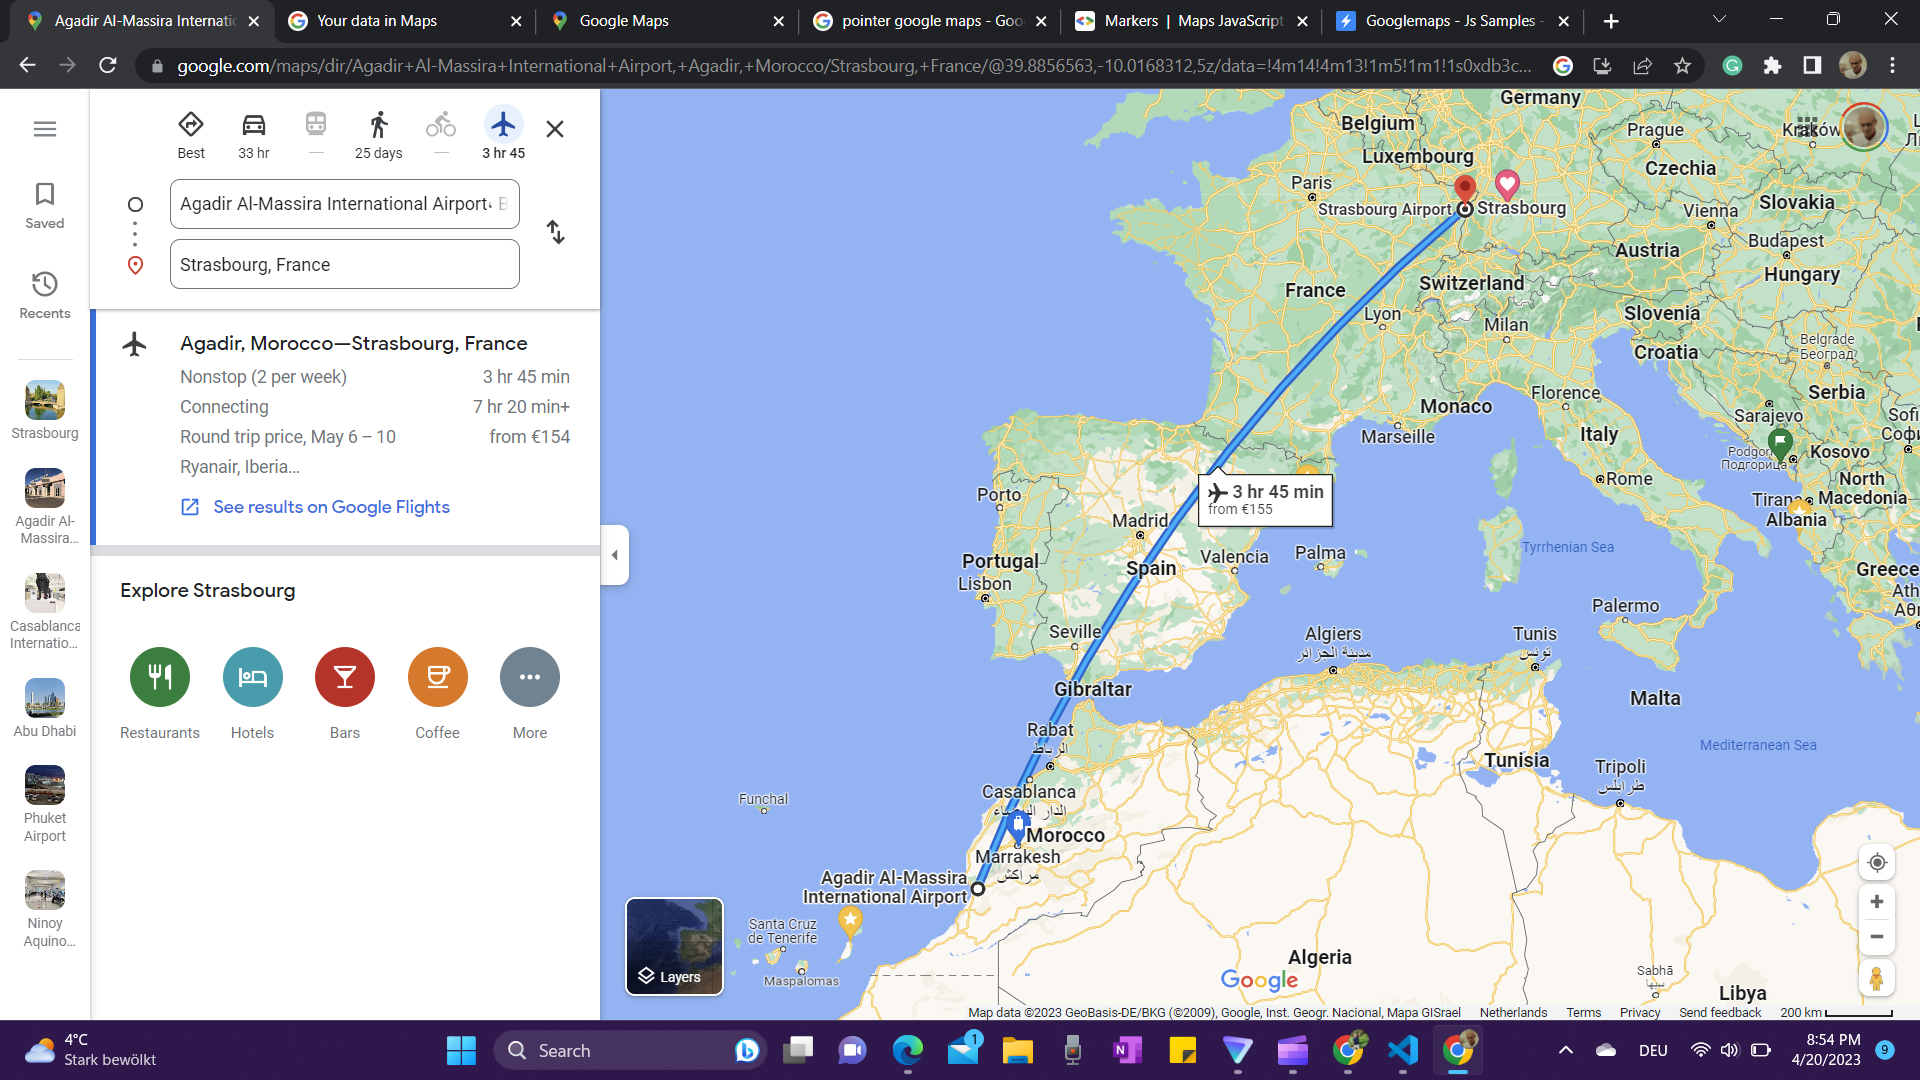 Agadir Al-Massira Internatio
Your data in Maps
Google Maps
pointer google maps - Goo
Markers | Maps JavaScript
Googlemaps - Js Samples -
google.com/maps/dir/Agadir+Al-Massira+International+Airport,+Agadir,+Morocco/Strasbourg,+France/@39.8856563,-10.0168312,5z/data=!4m14!4m13!1m5!1m1!1s0xdb3c...
Best
33 hr
25 days
3 hr 45
Agadir Al-Massira International Airport، B
Strasbourg, France
Saved
Recents
Strasbourg
Agadir Al-
Massira...
Casablanca
Internatio...
Abu Dhabi
Phuket
Airport
Ninoy
Aquino...
Agadir, Morocco—Strasbourg, France
Nonstop (2 per week) 3 hr 45 min
Connecting 7 hr 20 min+
Round trip price, May 6 – 10 from €154
Ryanair, Iberia...
See results on Google Flights
Explore Strasbourg
Restaurants
Hotels
Bars
Coffee
More
Germany
Belgium
Prague
Kraków
Luxembourg
Czechia
Paris
Strasbourg Airport
Strasbourg
Slovakia
Vienna
Budapest
Austria
Hungary
France
Switzerland
Lyon
Slovenia
Milan
Belgrade
Београд
Croatia
Serbia
Florence
Monaco
Sarajevo
Sofi
Софи
Marseille
Italy
Podgori
Подгорица
Kosovo
Rome
North
Macedonia
Tirana
Albania
3 hr 45 min
from €155
Porto
Madrid
Valencia
Palma
Tyrrhenian Sea
Portugal
Spain
Lisbon
Greece
Ath
Αθη
Palermo
Seville
Algiers
مدينة الجزائر
Tunis
تونس
Gibraltar
Malta
Rabat
الرباط
Mediterranean Sea
Tunisia
Tripoli
طرابلس
Casablanca
الدار البيضاء
Funchal
Morocco
Marrakesh
مراكش
Agadir Al-Massira
International Airport
Santa Cruz
de Tenerife
Maspalomas
Algeria
Sabhā
سبها
Libya
Layers
Google
Map data ©2023 GeoBasis-DE/BKG (©2009), Google, Inst. Geogr. Nacional, Mapa GISrael
Netherlands
Terms
Privacy
Send feedback
200 km
4°C
Stark bewölkt
Search
1
DEU
8:54 PM
4/20/2023
9